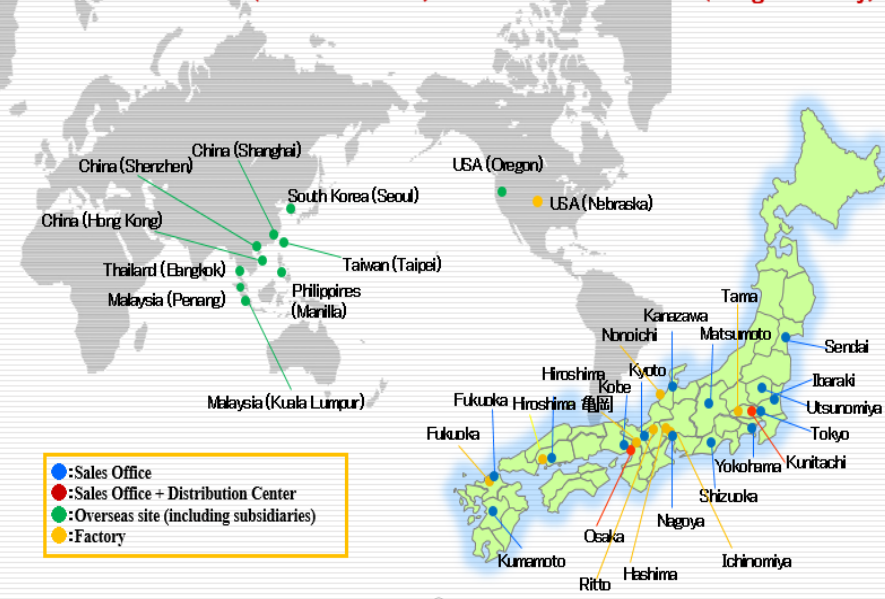 China (Shanghai)
China (Shenzhen)
USA (Oregon)
South Korea (Seoul)
USA (Nebraska)
China (Hong Kong)
Taiwan (Taipei)
Thailard (Eangkok)
Philippires
(Manilla)
Malaysia (Penang)
Malaysia (Kuala Lumpur)
Tama
Kanazawa
Nonoichi
Matsumoto
Sendai
Hiroshima
Kyoto
Kobe
Ibaraki
Fukuoka
Hiroshima 亀岡
Utsunomiya
Fukuoka
Tokyo
Yokohama
Kunitachi
Shizuoka
Nagoya
Osaka
Kumamoto
Ichinomiya
Hashima
Ritto
:Sales Office
:Sales Office + Distribution Center
:Overseas site (including subsidiaries)
:Factory